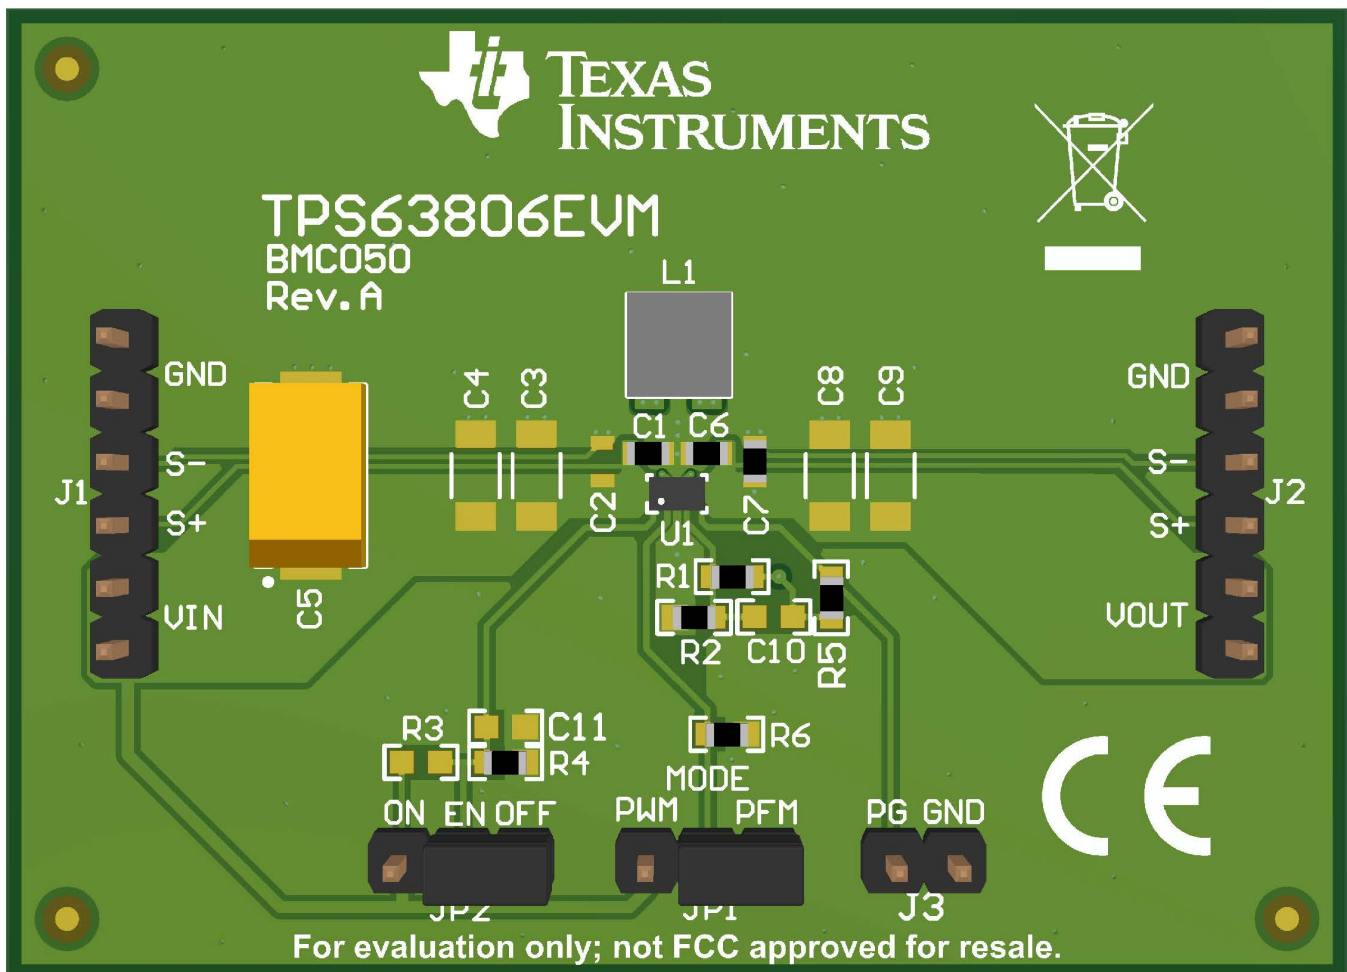 TEXAS
INSTRUMENTS
TPS63806EVM
BMC050
Rev.A
L1
GND
GND
C4
C3
C8
C9
C1
C6
S-
S-
J1
J2
C2
C7
U1
S+
S+
R1
C5
VIN
VOUT
R2
C10
R5
R3
C11
R6
R4
MODE
ON
EN
OFF
PWM
PFM
PG
GND
JP2
JP1
J3
CE
For evaluation only; not FCC approved for resale.